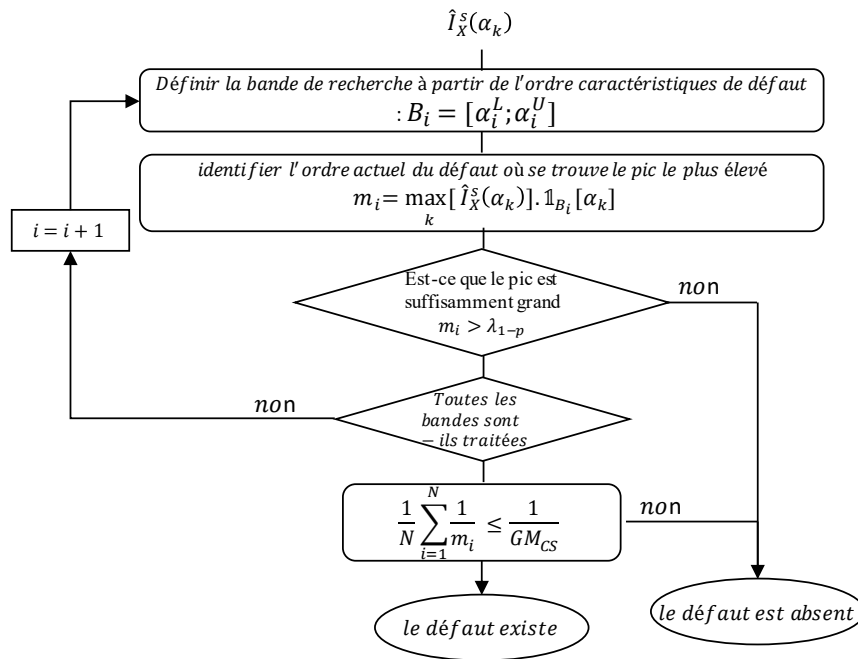 Î_X^s(α_k)
Définir la bande de recherche à partir de l'ordre caractéristiques de défaut
: B_i = [α_i^L; α_i^U]
identifier l'ordre actuel du défaut où se trouve le pic le plus élevé
m_i = max_k [Î_X^s(α_k)]. 𝟙_{B_i}[α_k]
i = i + 1
Est-ce que le pic est
suffisamment grand
m_i > λ_{1−p}
non
Toutes les
bandes sont
− ils traitées
non
1/N ∑_{i=1}^{N} 1/m_i ≤ 1/GM_{CS}
non
le défaut existe
le défaut est absent